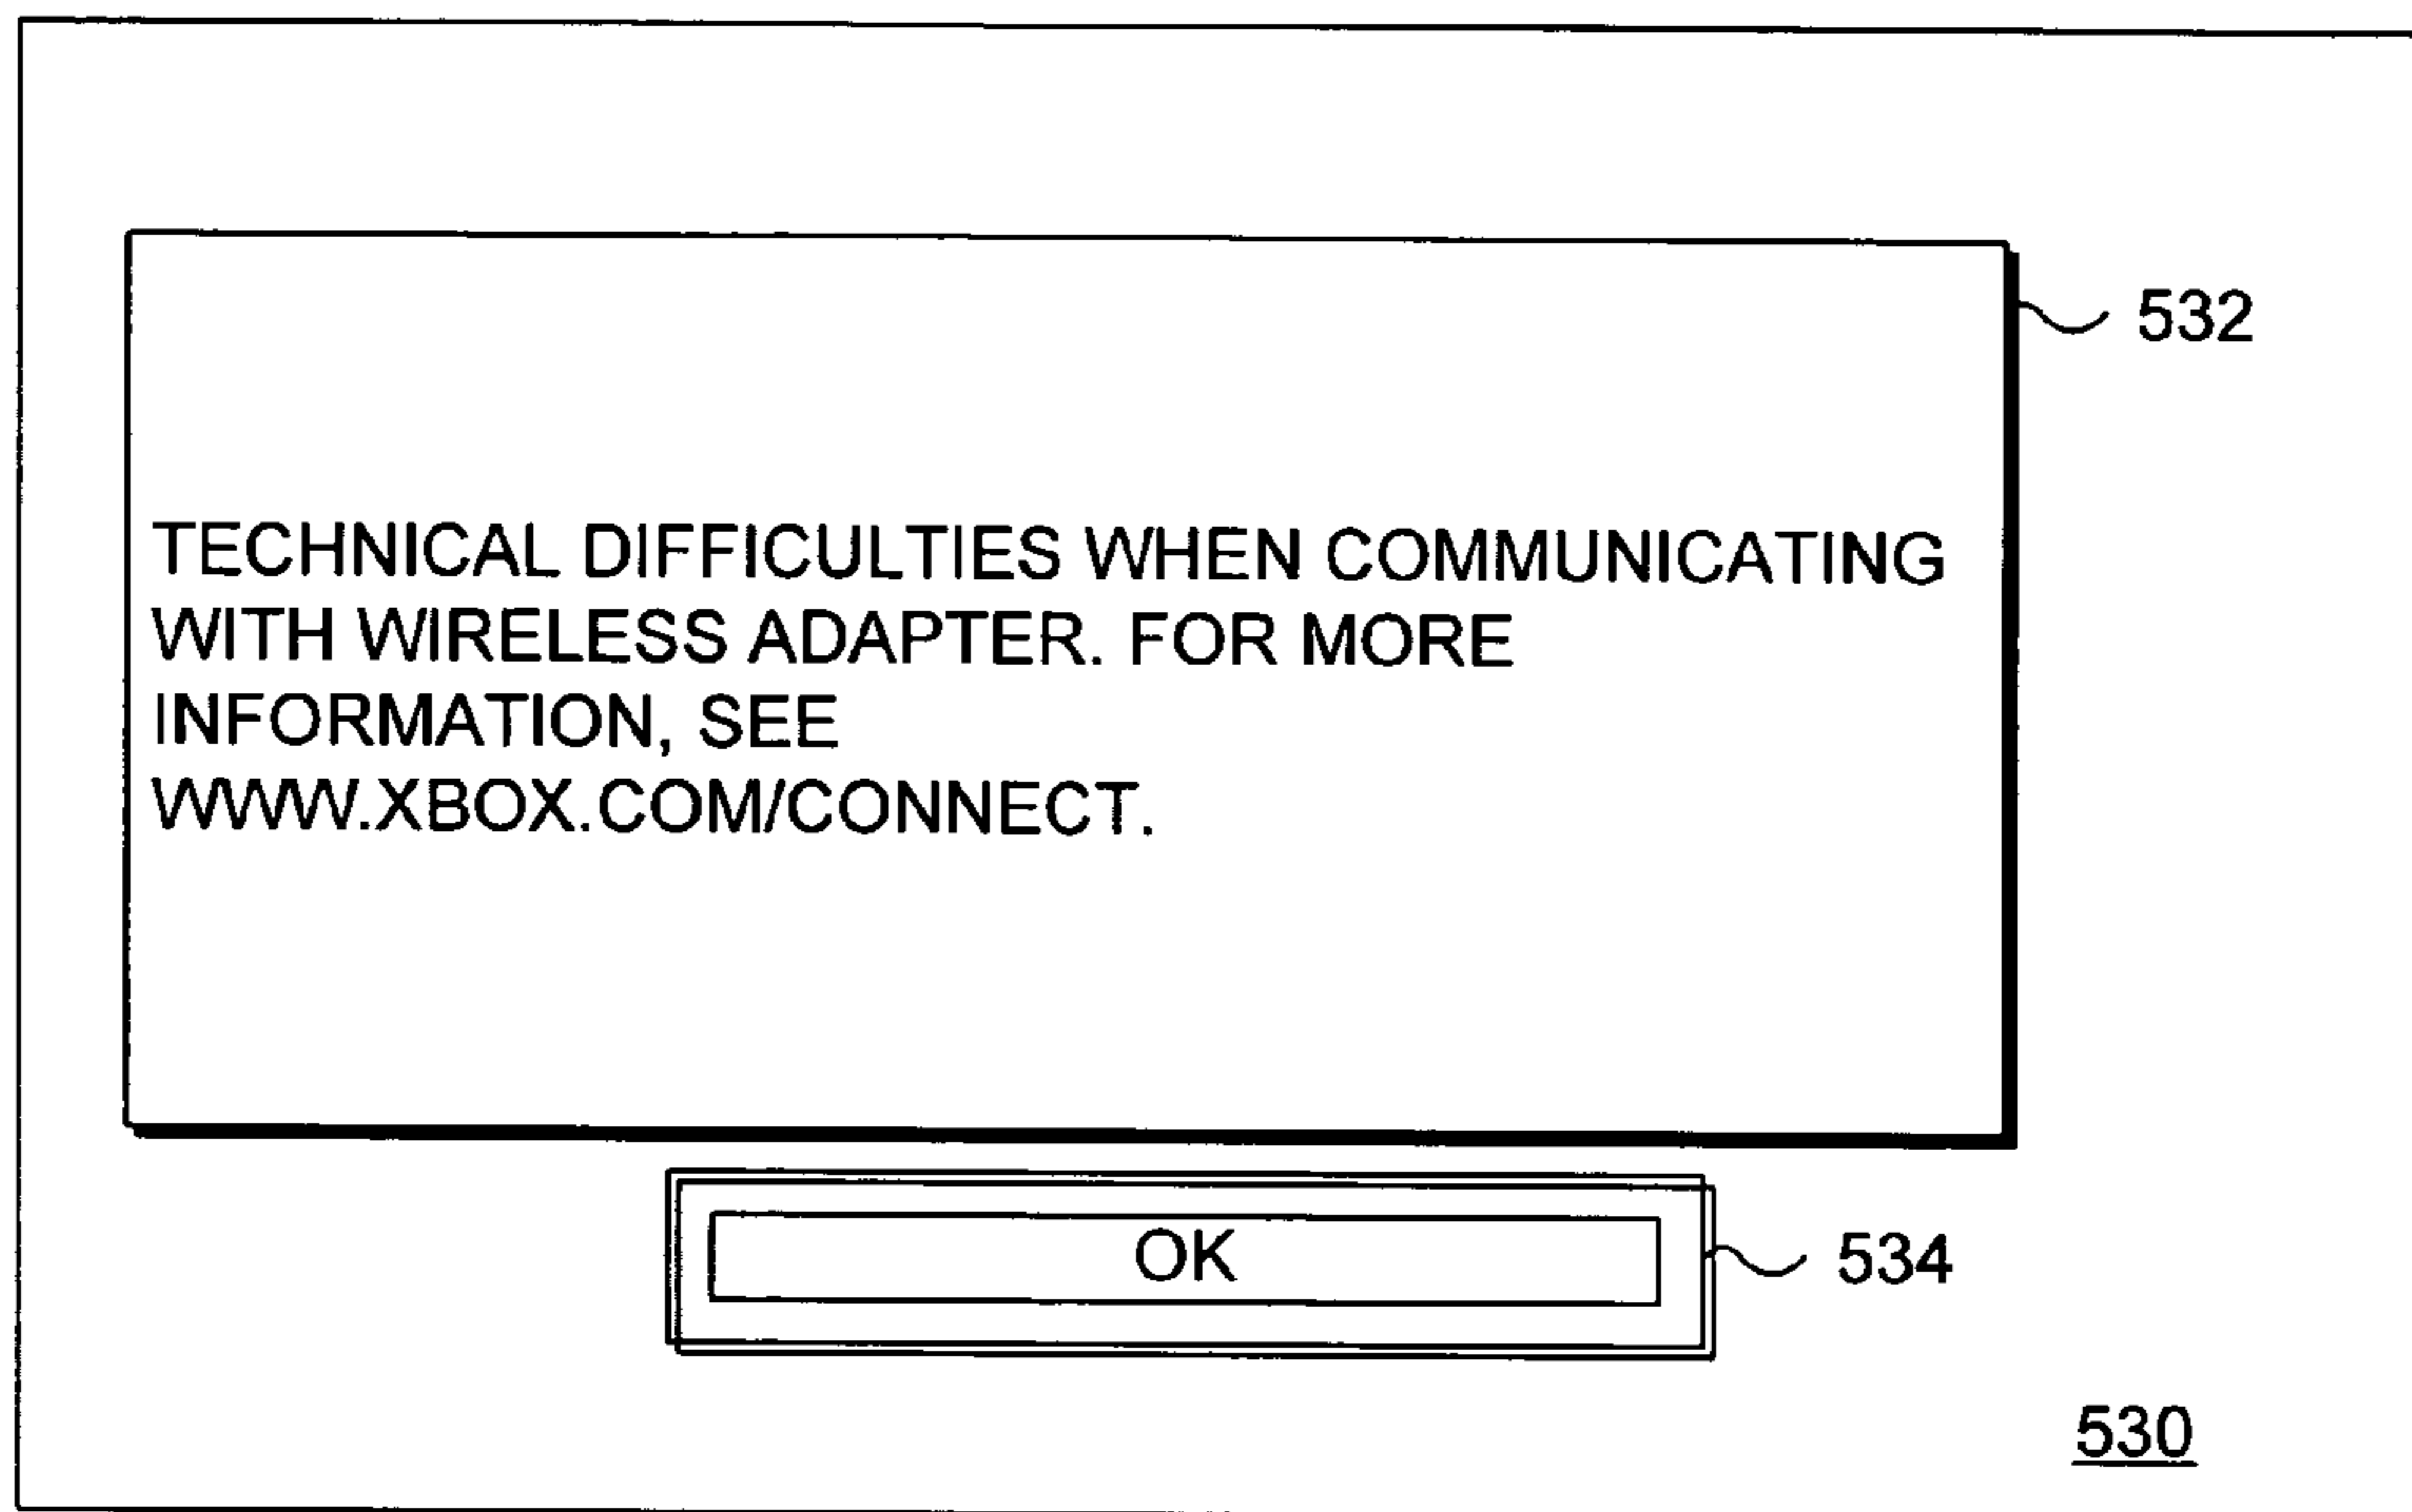 532
TECHNICAL DIFFICULTIES WHEN COMMUNICATING
WITH WIRELESS ADAPTER. FOR MORE
INFORMATION, SEE
WWW.XBOX.COM/CONNECT.
OK
534
530